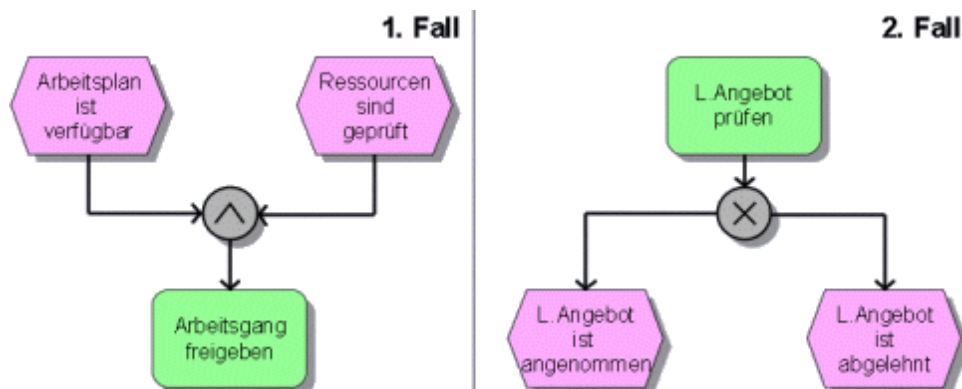 1. Fall
Arbeitsplan
ist
verfügbar
Ressourcen
sind
geprüft
Arbeitsgang
freigeben
2. Fall
L.Angebot
prüfen
L.Angebot
ist
angenommen
L.Angebot
ist
abgelehnt